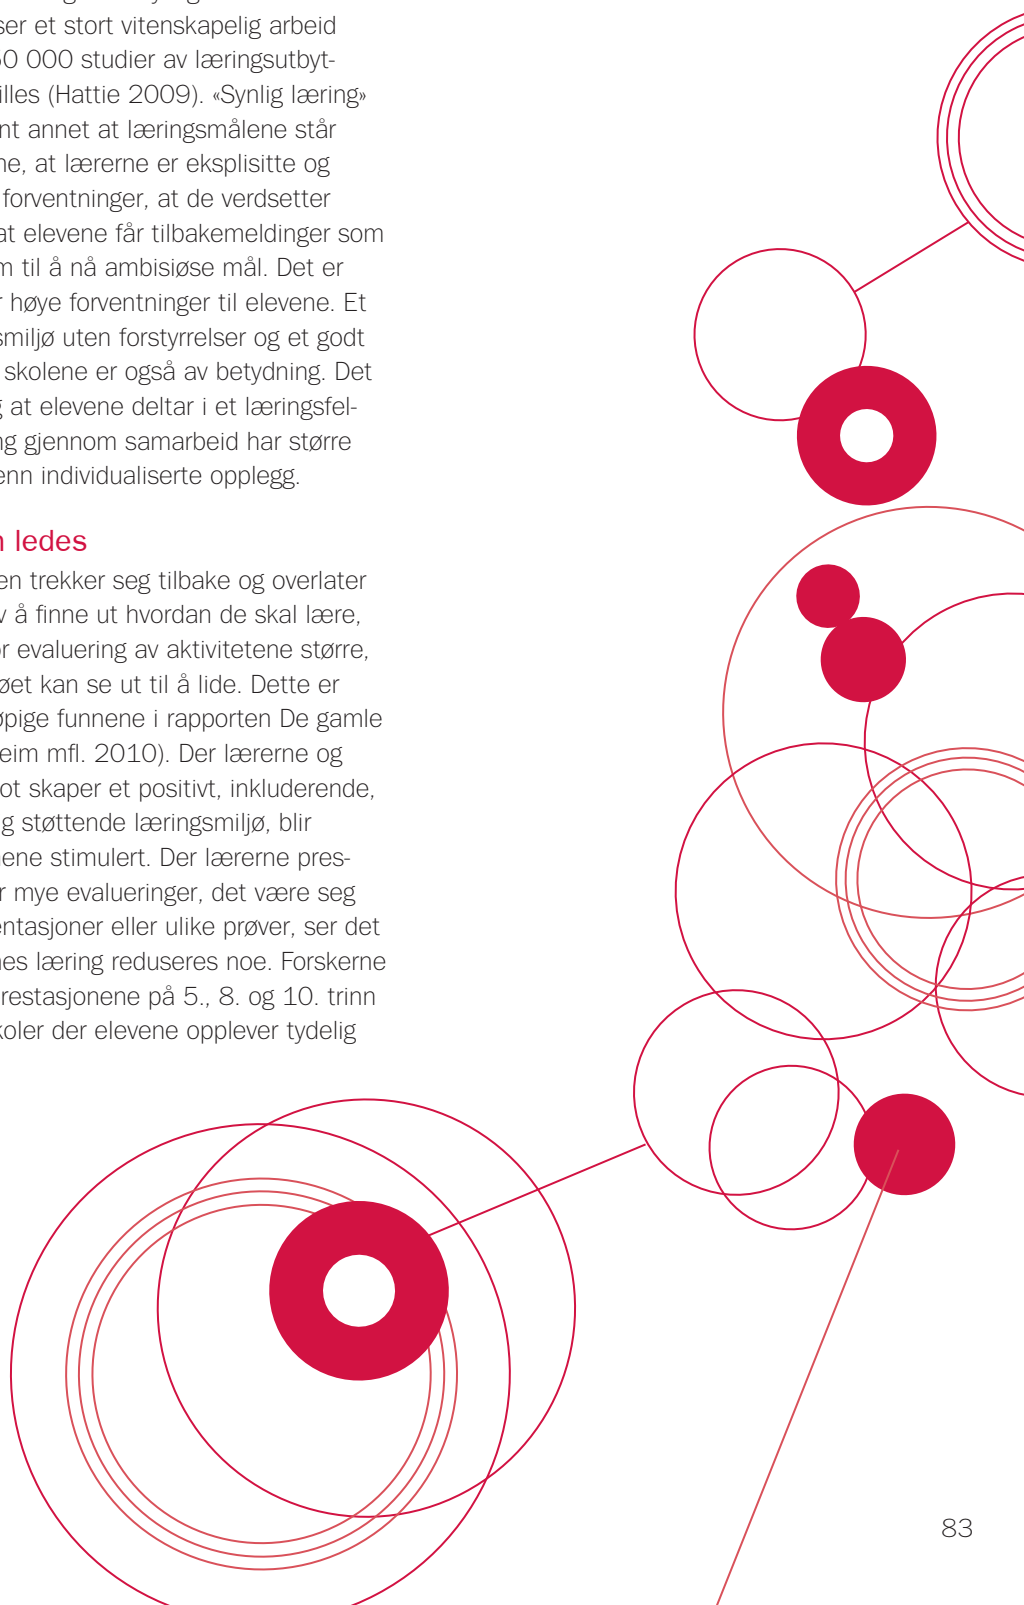 ser et stort vitenskapelig arbeid
50 000 studier av læringsutbyt-
illes (Hattie 2009). «Synlig læring»
nt annet at læringsmålene står
ne, at lærerne er eksplisitte og
forventninger, at de verdsetter
at elevene får tilbakemeldinger som
m til å nå ambisiøse mål. Det er
r høye forventninger til elevene. Et
smiljø uten forstyrrelser og et godt
skolene er også av betydning. Det
g at elevene deltar i et læringsfel-
ng gjennom samarbeid har større
enn individualiserte opplegg.
n ledes
en trekker seg tilbake og overlater
v å finne ut hvordan de skal lære,
or evaluering av aktivitetene større,
øet kan se ut til å lide. Dette er
øpige funnene i rapporten De gamle
eim mfl. 2010). Der lærerne og
ot skaper et positivt, inkluderende,
g støttende læringsmiljø, blir
nene stimulert. Der lærerne pres-
r mye evalueringer, det være seg
entasjoner eller ulike prøver, ser det
nes læring reduseres noe. Forskerne
restasjonene på 5., 8. og 10. trinn
koler der elevene opplever tydelig
83